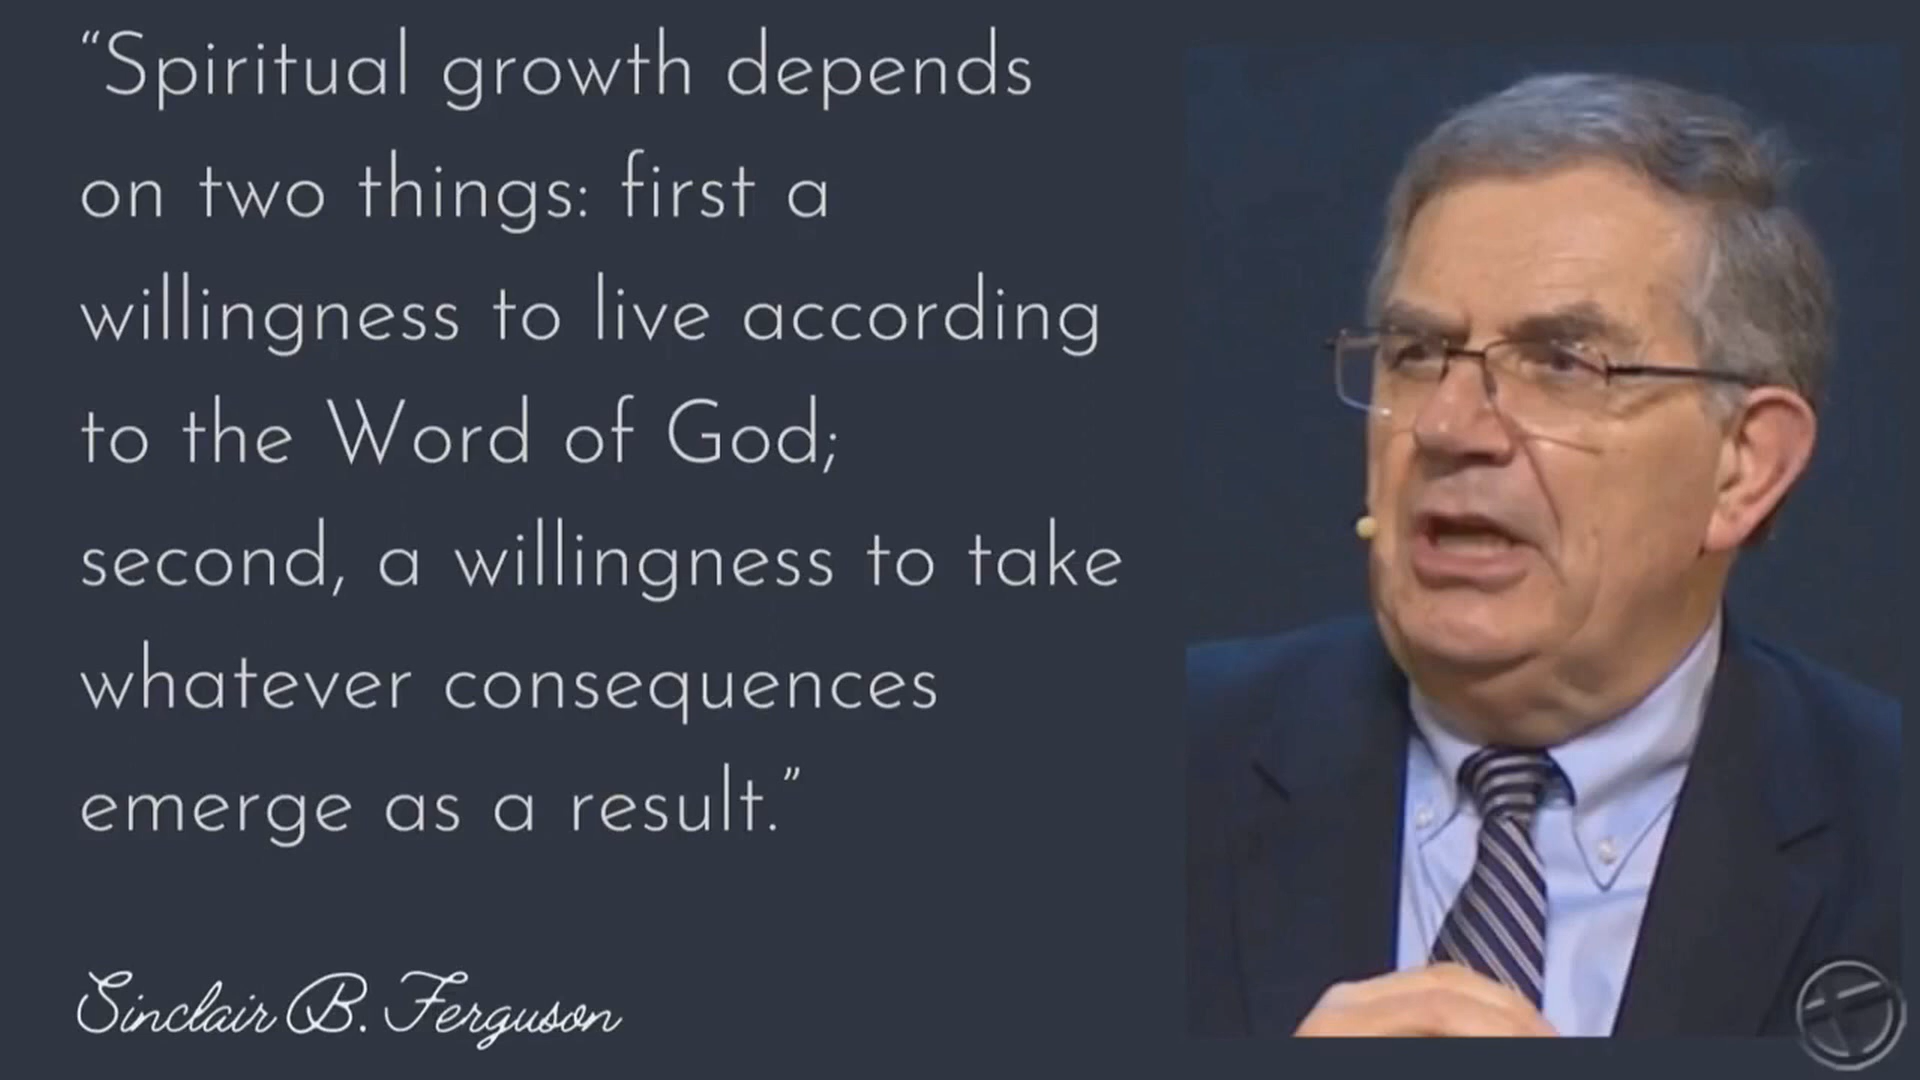 “Spiritual growth depends
on two things: first a
willingness to live according
to the Word of God;
second, a willingness to take
whatever consequences
emerge as a result.”
Sinclair B. Ferguson